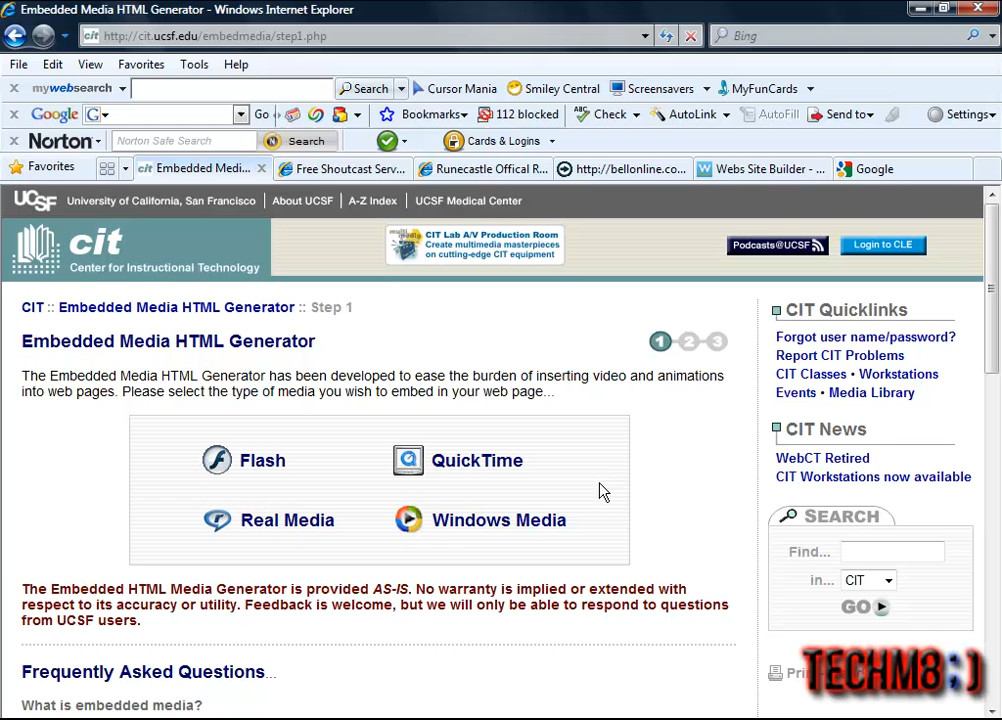 Embedded Media HTML Generator - Windows Internet Explorer
cit http://cit.ucsf.edu/embedmedia/step1.php Bing
File Edit View Favorites Tools Help
mywebsearch Search Cursor Mania Smiley Central Screensavers MyFunCards
Google G Go Bookmarks 112 blocked Check AutoLink AutoFill Send to Settings
Norton Norton Safe Search Search Cards & Logins
Favorites cit Embedded Medi... Free Shoutcast Serv... Runecastle Offical R... http://bellonline.co... Webs Site Builder - ... Google
UCSF University of California, San Francisco About UCSF A-Z Index UCSF Medical Center
cit
Center for Instructional Technology
multimedia
CIT Lab A/V Production Room
Create multimedia masterpieces
on cutting-edge CIT equipment
Podcasts@UCSF Login to CLE
CIT :: Embedded Media HTML Generator :: Step 1
Embedded Media HTML Generator 1 2 3
The Embedded Media HTML Generator has been developed to ease the burden of inserting video and animations
into web pages. Please select the type of media you wish to embed in your web page...
Flash QuickTime
Real Media Windows Media
The Embedded HTML Media Generator is provided AS-IS. No warranty is implied or extended with
respect to its accuracy or utility. Feedback is welcome, but we will only be able to respond to questions
from UCSF users.
Frequently Asked Questions...
What is embedded media?
CIT Quicklinks
Forgot user name/password?
Report CIT Problems
CIT Classes • Workstations
Events • Media Library
CIT News
WebCT Retired
CIT Workstations now available
SEARCH
Find...
in... CIT
GO
TECHM8;)